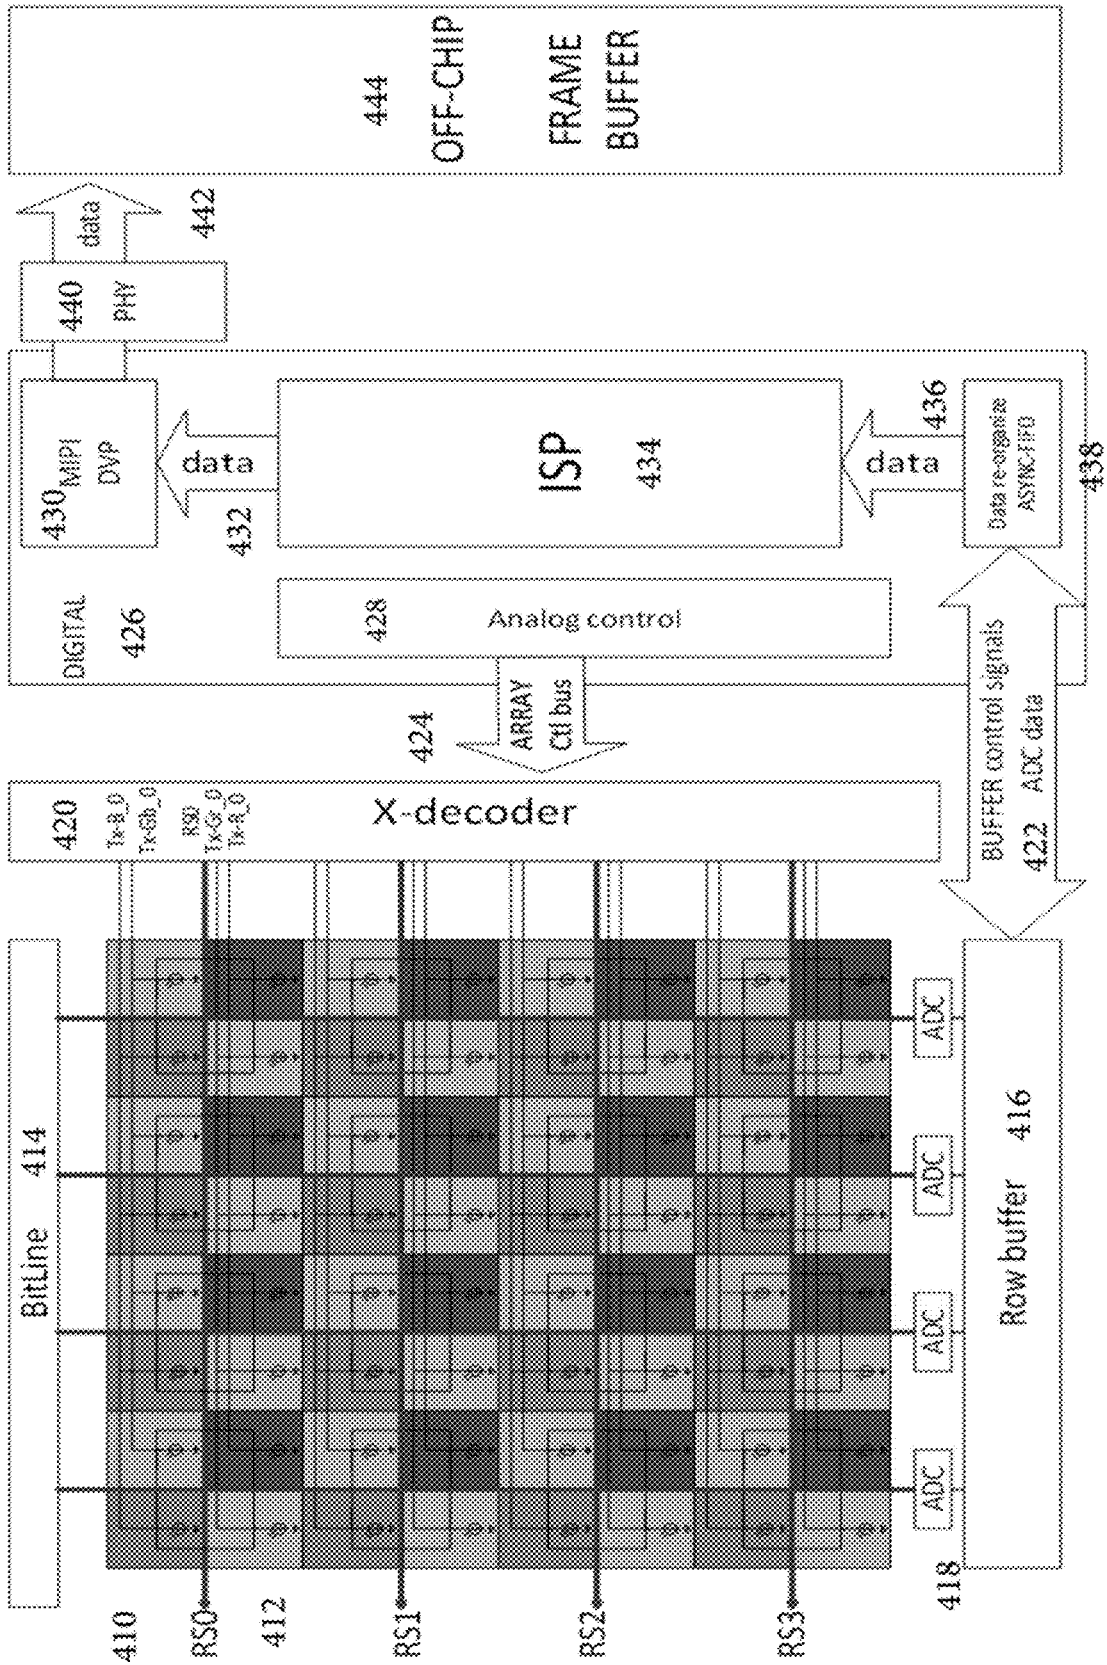 410
RS0
412
RS1
RS2
RS3
BitLine 414
418
ADC
ADC
ADC
ADC
Row buffer 416
420
Tx-B_0
Tx-Gb_0
RS0
Tx-Gr_0
Tx-R_0
X-decoder
424
ARRAY
Ctl bus
BUFFER control signals
422 ADC data
DIGITAL
426
428
Analog control
430
MIPI
DVP
432
data
ISP
434
data
436
Data re-organize
ASYNC-FIFO
438
440
PHY
data
442
444
OFF-CHIP
FRAME
BUFFER